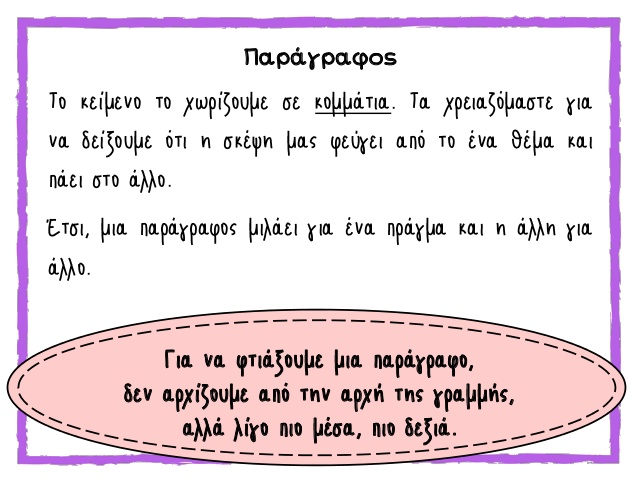 Παράγραφος
Το κείμενο το χωρίζουμε σε κομμάτια. Τα χρειαζόμαστε για
να δείξουμε ότι η σκέψη μας φεύγει από το ένα θέμα και
πάει στο άλλο.
Έτσι, μια παράγραφος μιλάει για ένα πράγμα και η άλλη για
άλλο.
Για να φτιάξουμε μια παράγραφο,
δεν αρχίζουμε από την αρχή της γραμμής,
αλλά λίγο πιο μέσα, πιο δεξιά.